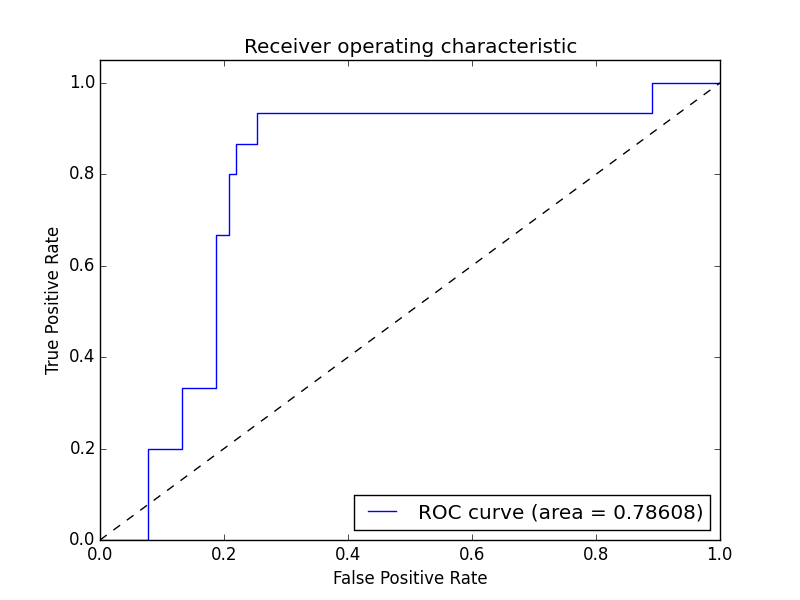 Receiver operating characteristic
1.0
0.8
0.6
0.4
0.2
0.0
True Positive Rate
ROC curve (area = 0.78608)
0.0 0.2 0.4 0.6 0.8 1.0
False Positive Rate